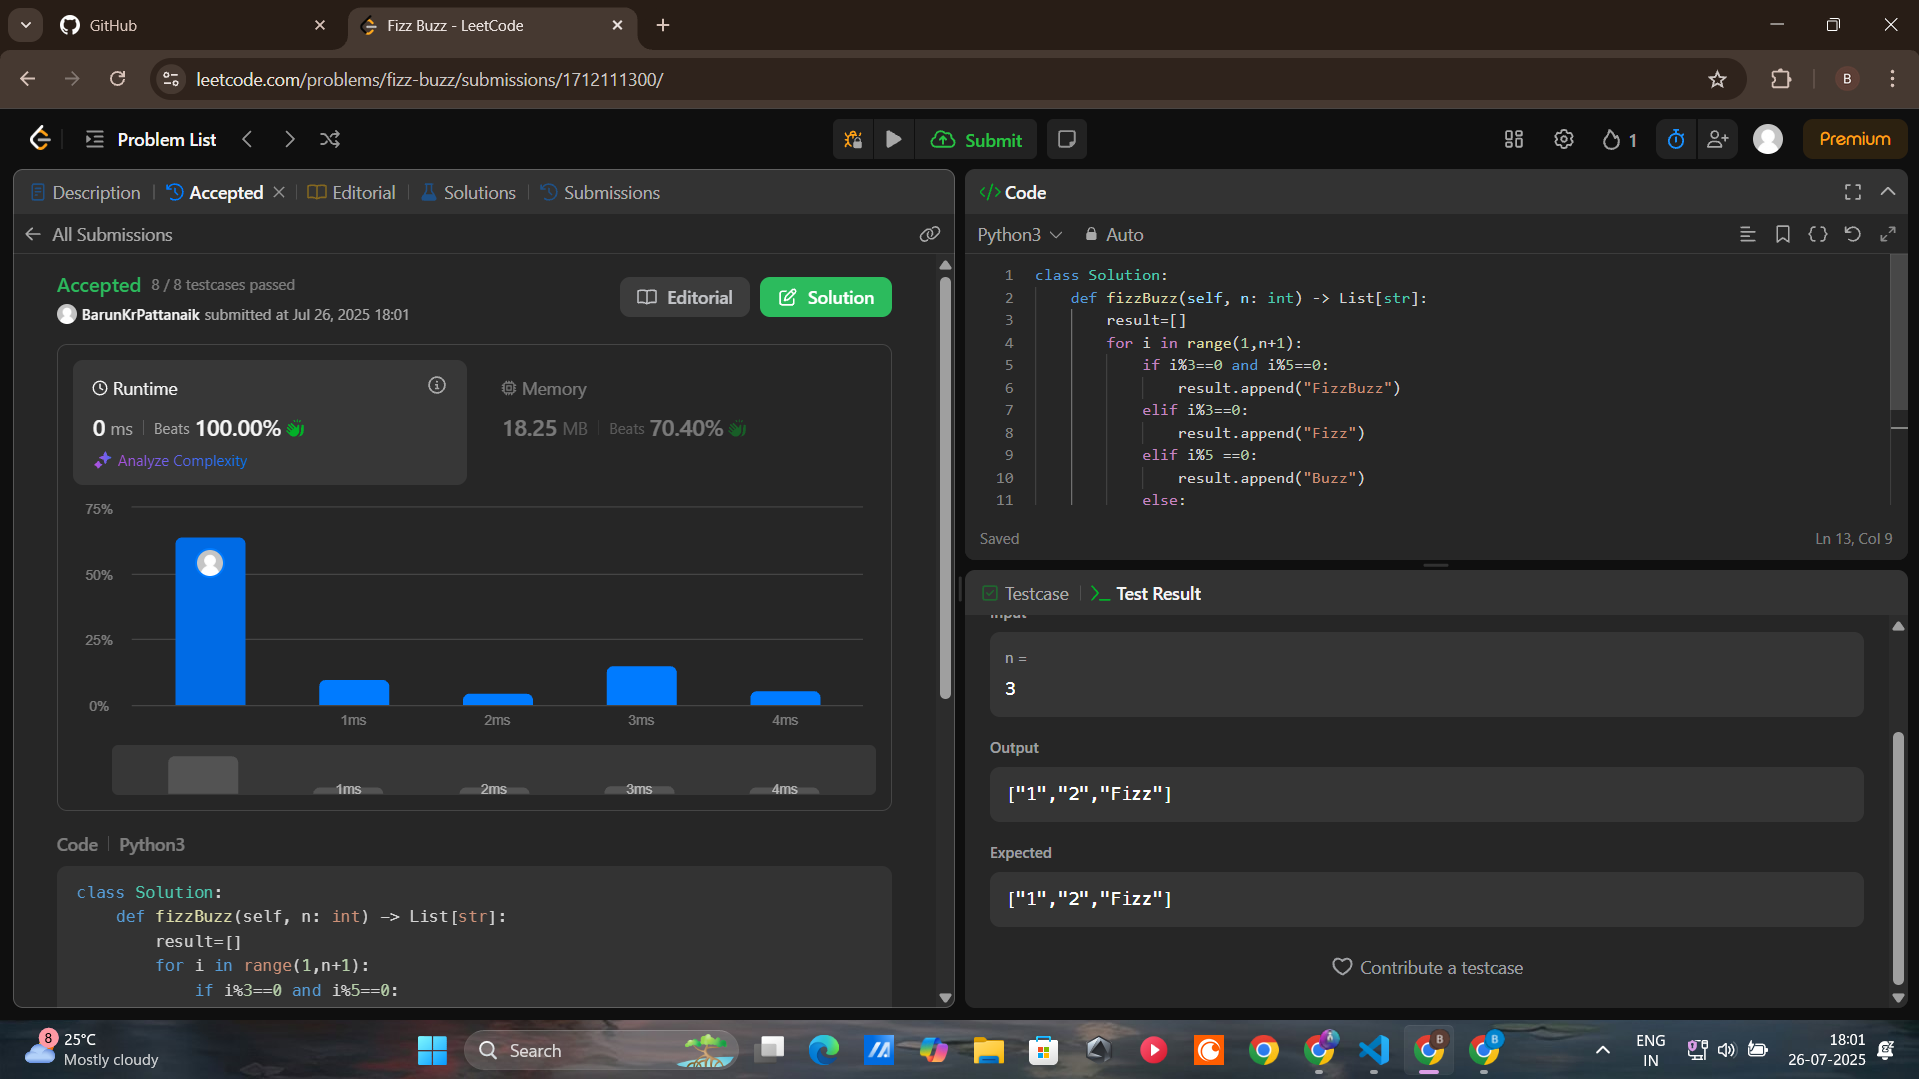 GitHub
Fizz Buzz - LeetCode
leetcode.com/problems/fizz-buzz/submissions/1712111300/
B
Problem List
Submit
1
Premium
Description
Accepted
Editorial
Solutions
Submissions
All Submissions
Accepted 8 / 8 testcases passed
BarunKrPattanaik submitted at Jul 26, 2025 18:01
Editorial
Solution
Runtime
0 ms Beats 100.00%
Analyze Complexity
Memory
18.25 MB Beats 70.40%
75%
50%
25%
0%
1ms 2ms 3ms 4ms
1ms 2ms 3ms 4ms
Code Python3
class Solution:
    def fizzBuzz(self, n: int) -> List[str]:
        result=[]
        for i in range(1,n+1):
            if i%3==0 and i%5==0:
</> Code
Python3 Auto
1 class Solution:
2     def fizzBuzz(self, n: int) -> List[str]:
3         result=[]
4         for i in range(1,n+1):
5             if i%3==0 and i%5==0:
6                 result.append("FizzBuzz")
7             elif i%3==0:
8                 result.append("Fizz")
9             elif i%5 ==0:
10                 result.append("Buzz")
11             else:
Saved
Ln 13, Col 9
Testcase
Test Result
Input
n =
3
Output
["1","2","Fizz"]
Expected
["1","2","Fizz"]
Contribute a testcase
8
25°C
Mostly cloudy
Search
B
B
ENG
IN
18:01
26-07-2025